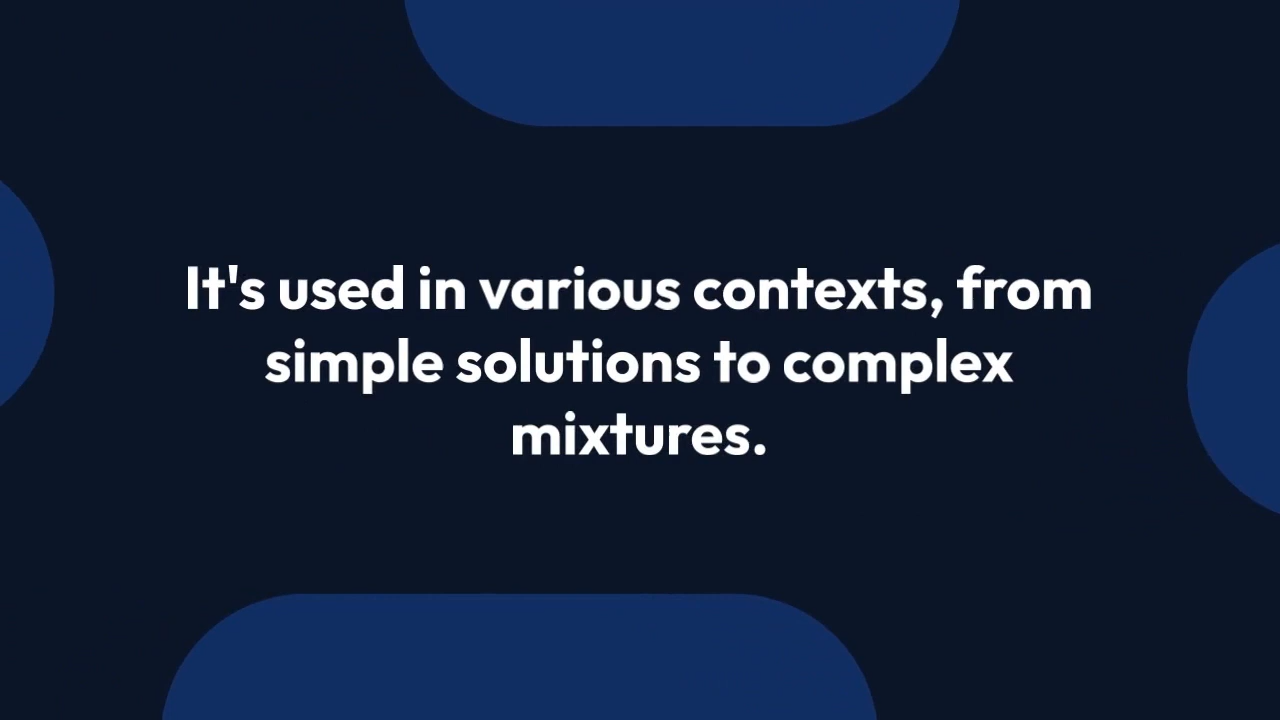 It's used in various contexts, from
simple solutions to complex
mixtures.